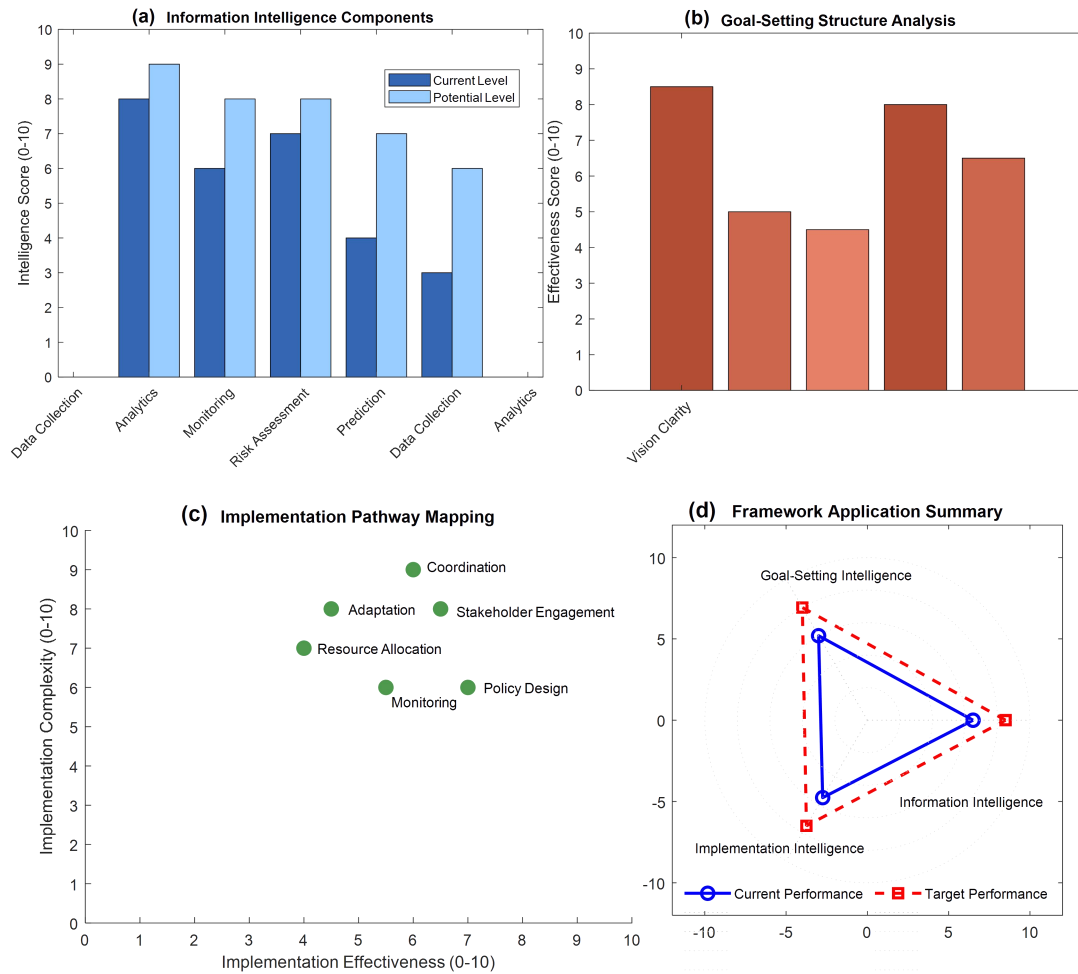 (a) Information Intelligence Components
10
9
8
7
6
5
4
3
2
1
0
Intelligence Score (0-10)
Current Level
Potential Level
Data Collection
Analytics
Monitoring
Risk Assessment
Prediction
Data Collection
Analytics
(b) Goal-Setting Structure Analysis
10
9
8
7
6
5
4
3
2
1
0
Effectiveness Score (0-10)
Vision Clarity
(c) Implementation Pathway Mapping
10
9
8
7
6
5
4
3
2
1
0
Implementation Complexity (0-10)
Coordination
Adaptation
Stakeholder Engagement
Resource Allocation
Policy Design
Monitoring
0 1 2 3 4 5 6 7 8 9 10
Implementation Effectiveness (0-10)
(d) Framework Application Summary
10
5
0
-5
-10
Goal-Setting Intelligence
Information Intelligence
Implementation Intelligence
Current Performance
Target Performance
-10 -5 0 5 10